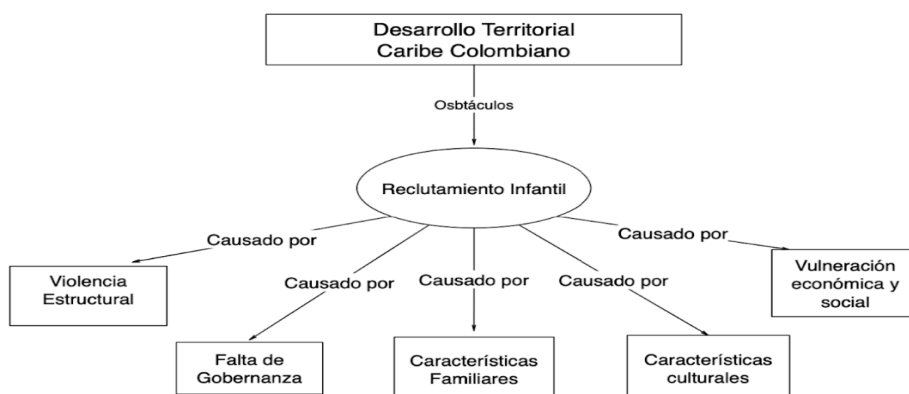 Desarrollo Territorial
Caribe Colombiano
Osbtáculos
Reclutamiento Infantil
Causado por
Causado por
Causado por
Causado por
Causado por
Violencia
Estructural
Falta de
Gobernanza
Características
Familiares
Características
culturales
Vulneración
económica y
social